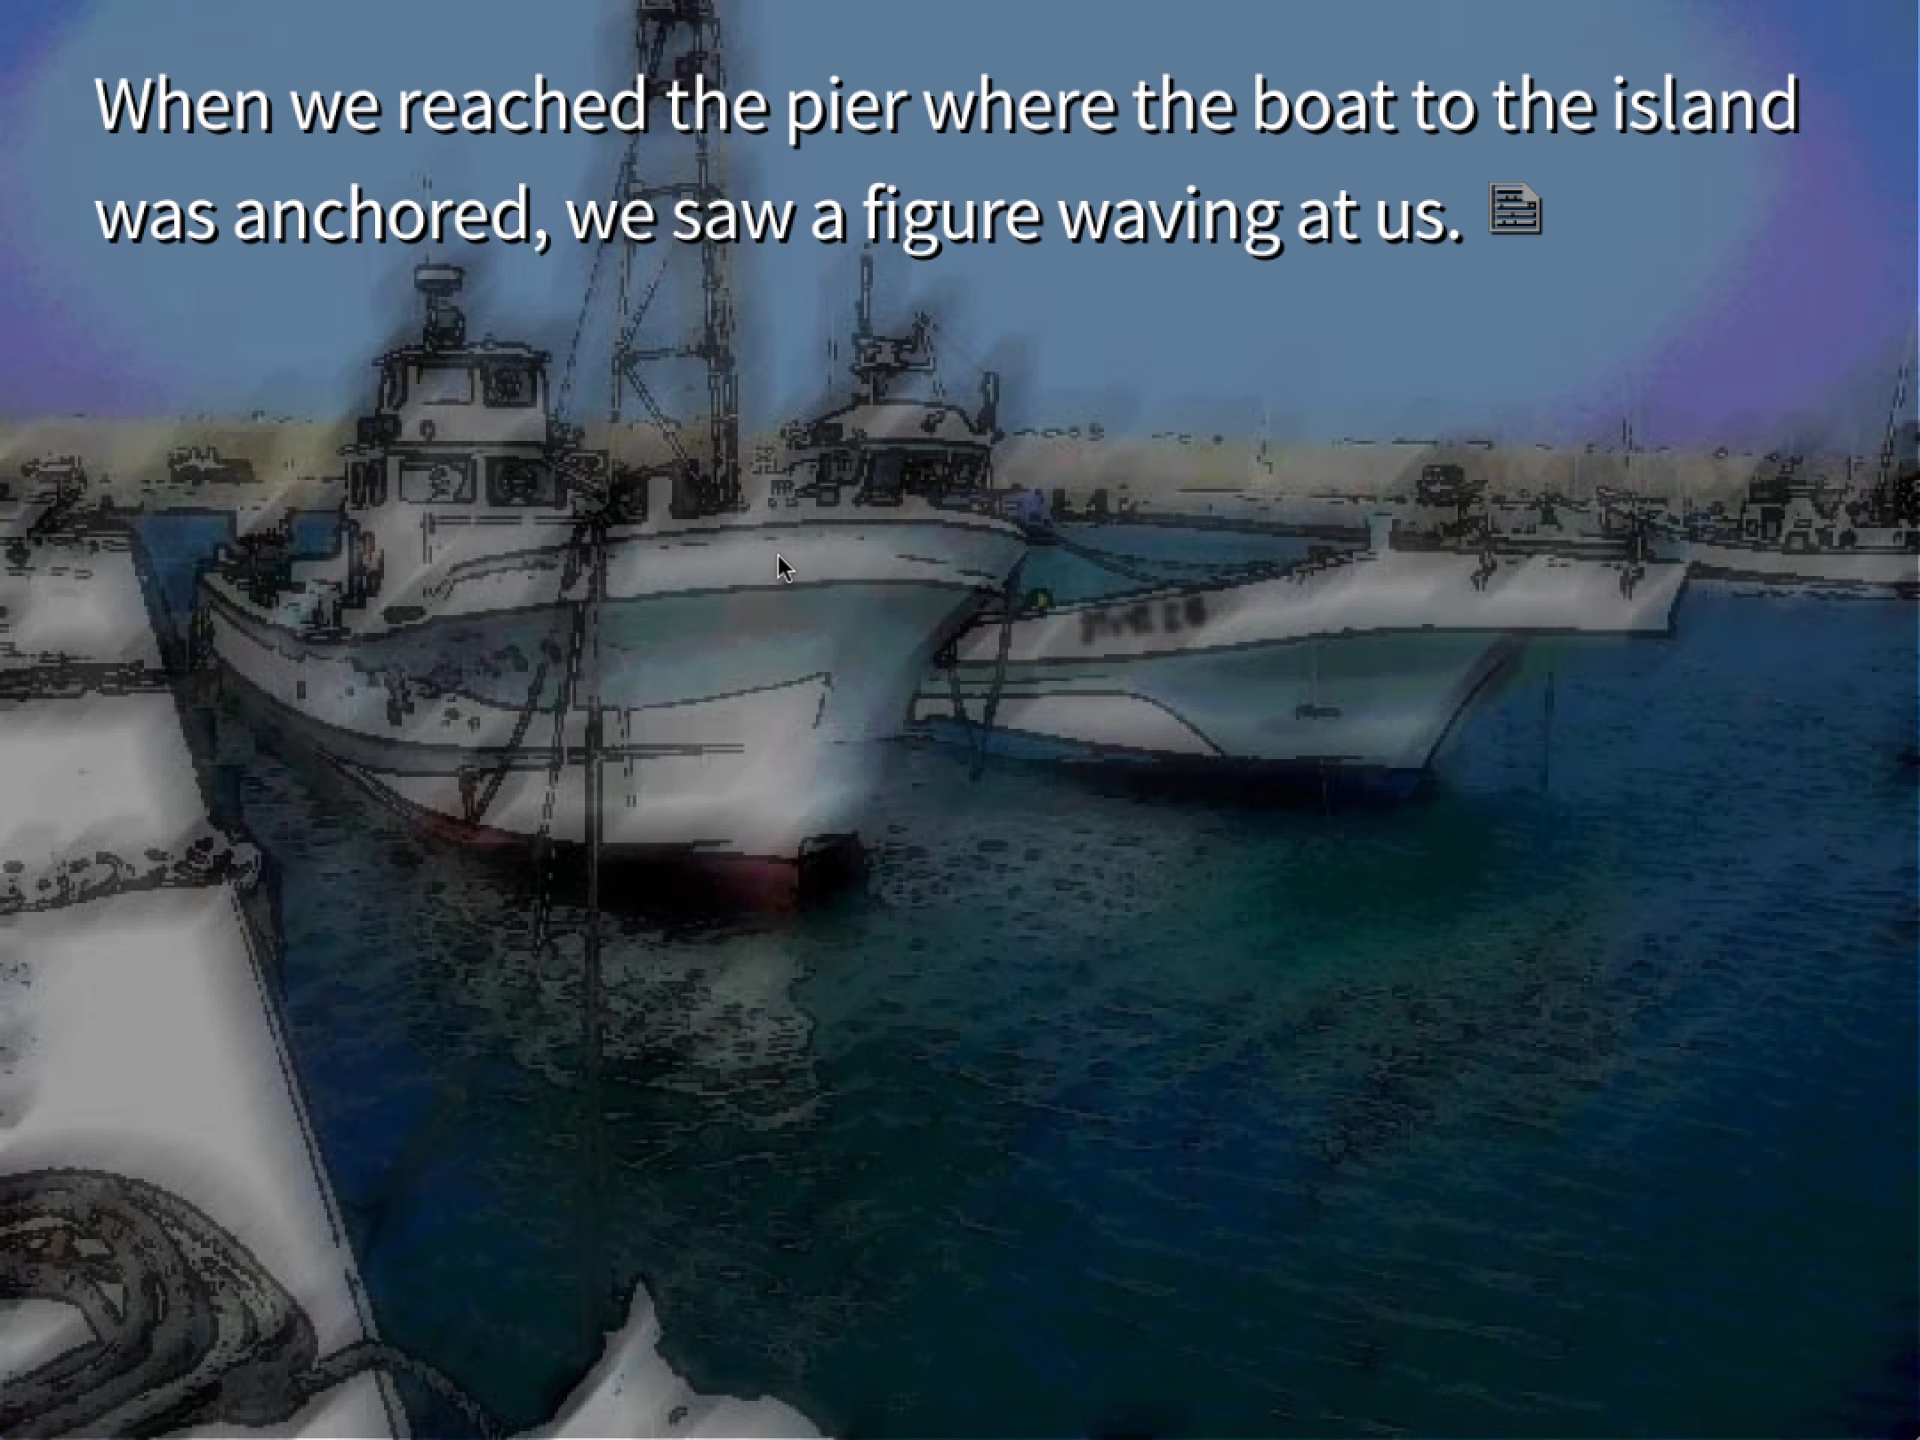 When we reached the pier where the boat to the island
was anchored, we saw a figure waving at us.